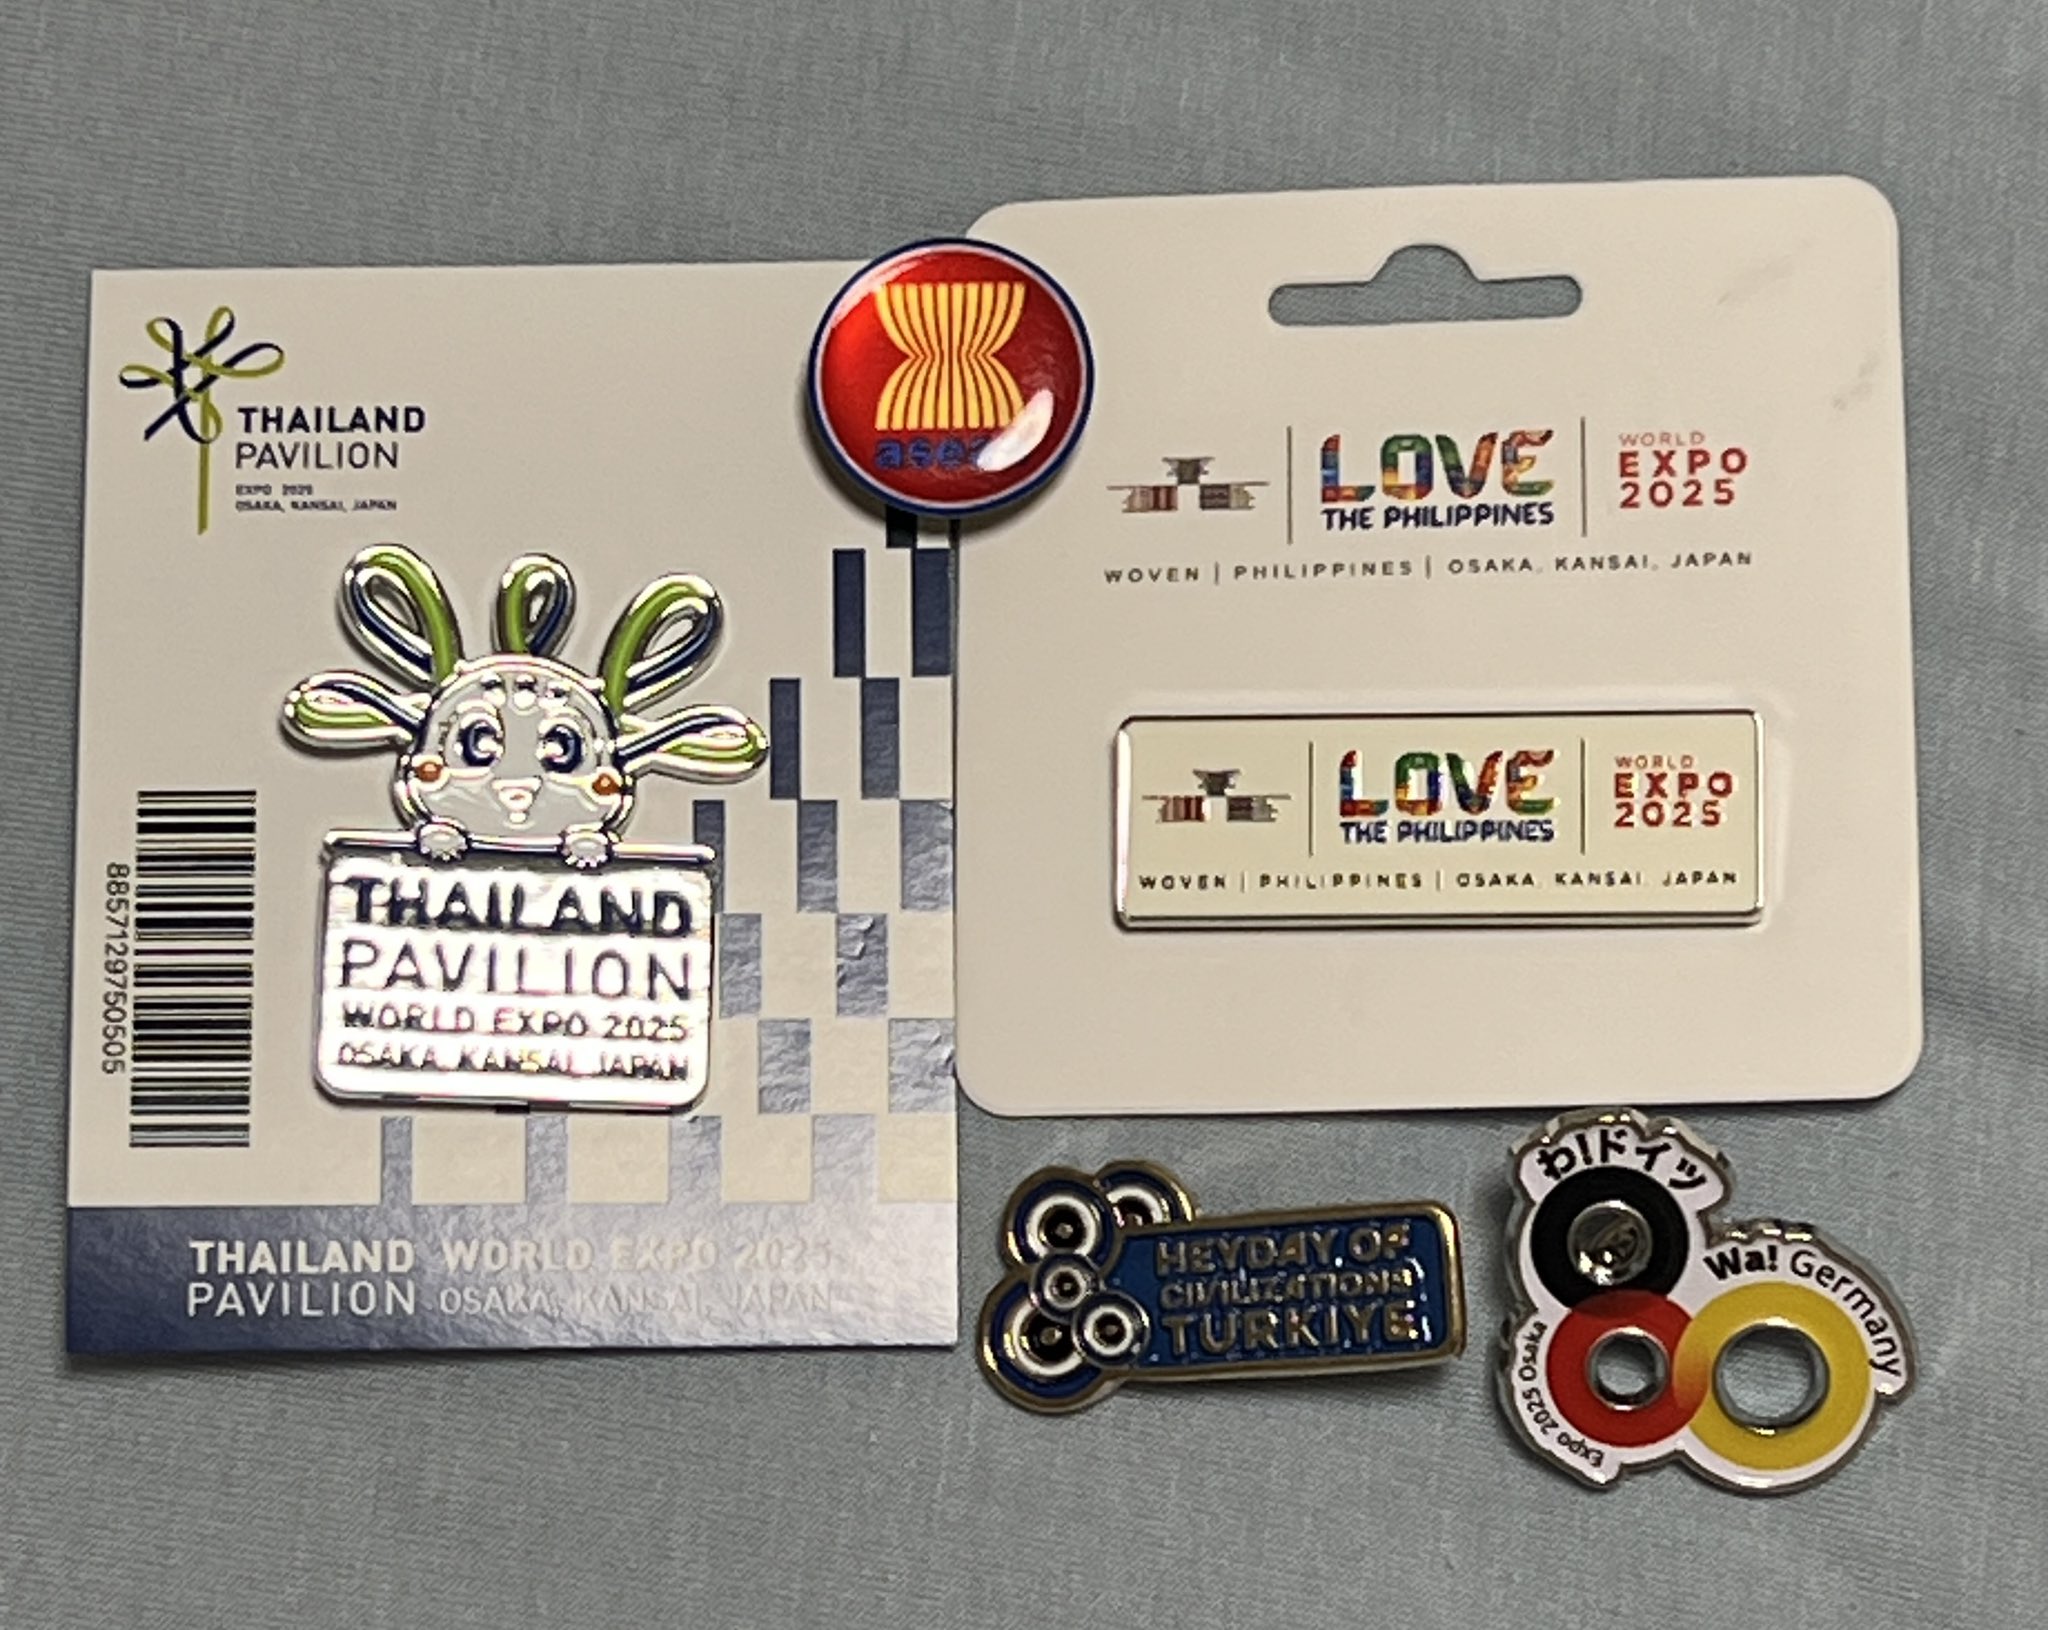 THAILAND
PAVILION
EXPO 2025
OSAKA, KANSAI, JAPAN
THAILAND
PAVILION
WORLD EXPO 2025
OSAKA, KANSAI, JAPAN
8857129750505
THAILAND WORLD EXPO 2025
PAVILION OSAKA, KANSAI, JAPAN
asea
LOVE
THE PHILIPPINES
WORLD
EXPO
2025
WOVEN | PHILIPPINES | OSAKA, KANSAI, JAPAN
LOVE
THE PHILIPPINES
WORLD
EXPO
2025
WOVEN | PHILIPPINES | OSAKA, KANSAI, JAPAN
HEYDAY OF
CIVILIZATIONS
TÜRKİYE
わ!ドイツ
Wa! Germany
Expo 2025 Osaka